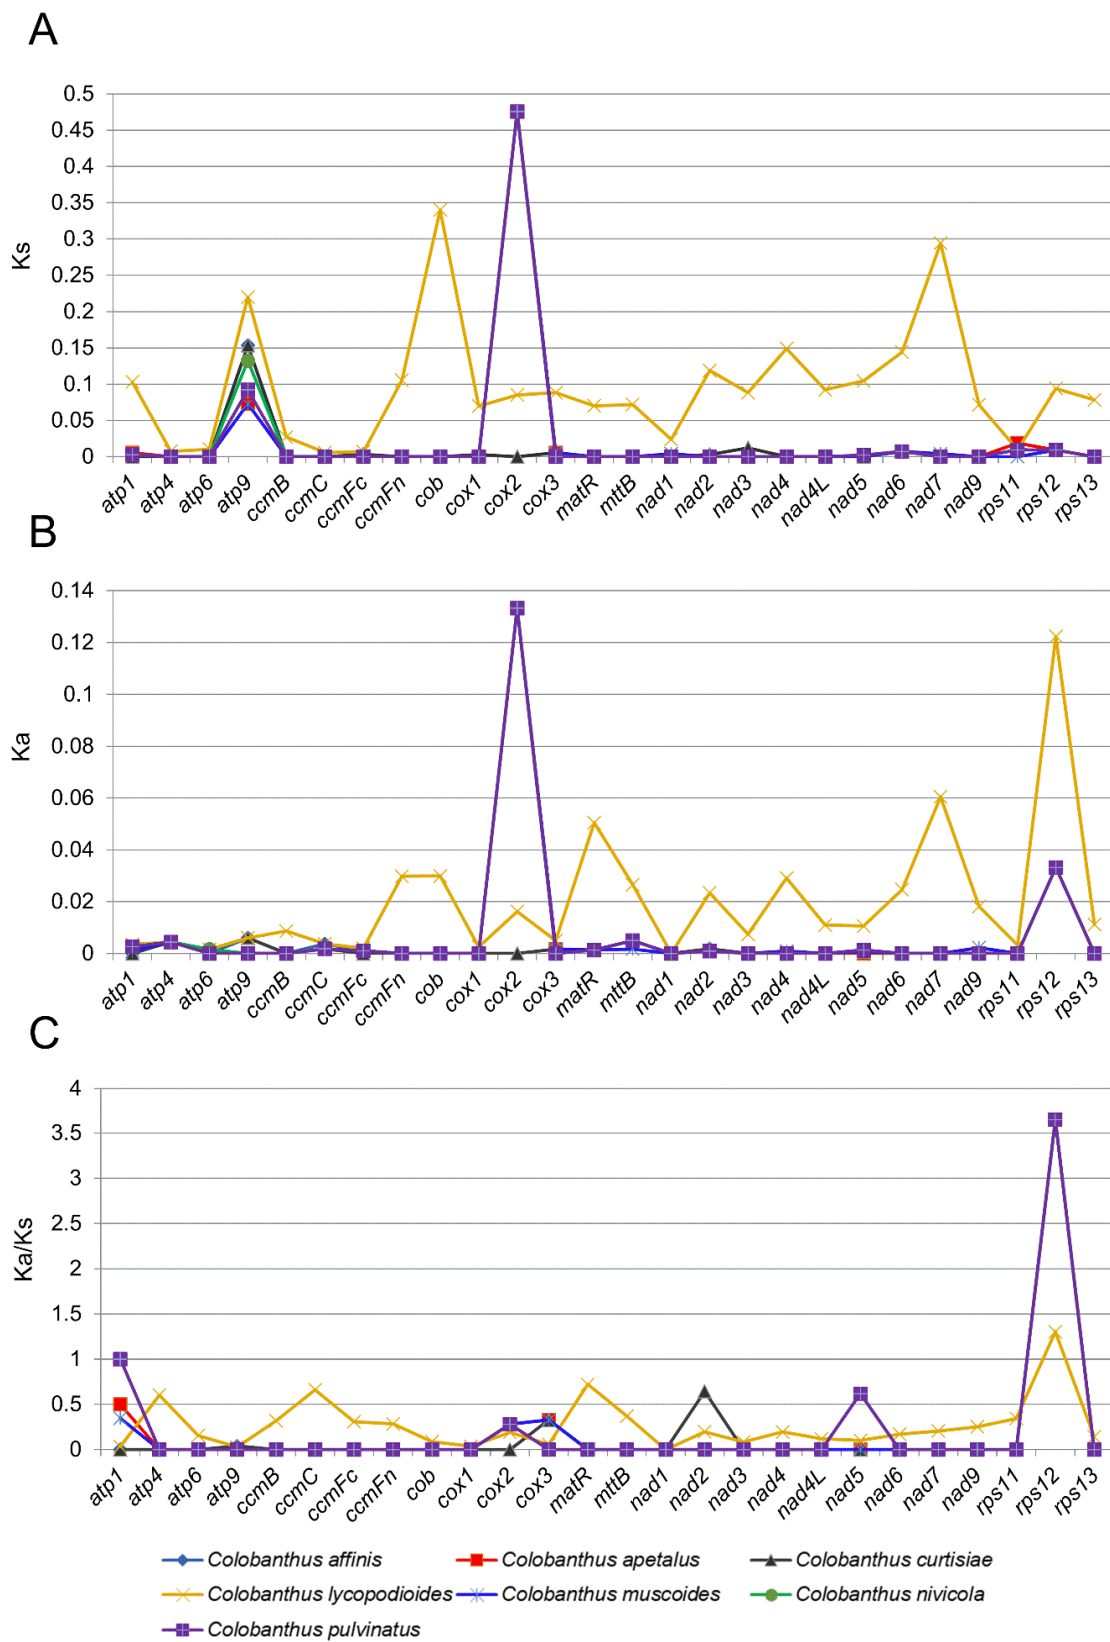 A
0.5
0.45
0.4
0.35
0.3
0.25
0.2
0.15
0.1
0.05
0
Ks
atp1 atp4 atp6 atp9 ccmB ccmC ccmFc ccmFn cob cox1 cox2 cox3 matR mttB nad1 nad2 nad3 nad4 nad4L nad5 nad6 nad7 nad9 rps11 rps12 rps13
B
0.14
0.12
0.1
0.08
0.06
0.04
0.02
0
Ka
atp1 atp4 atp6 atp9 ccmB ccmC ccmFc ccmFn cob cox1 cox2 cox3 matR mttB nad1 nad2 nad3 nad4 nad4L nad5 nad6 nad7 nad9 rps11 rps12 rps13
C
4
3.5
3
2.5
2
1.5
1
0.5
0
Ka/Ks
atp1 atp4 atp6 atp9 ccmB ccmC ccmFc ccmFn cob cox1 cox2 cox3 matR mttB nad1 nad2 nad3 nad4 nad4L nad5 nad6 nad7 nad9 rps11 rps12 rps13
Colobanthus affinis Colobanthus apetalus Colobanthus curtisiae
Colobanthus lycopodioides Colobanthus muscoides Colobanthus nivicola
Colobanthus pulvinatus